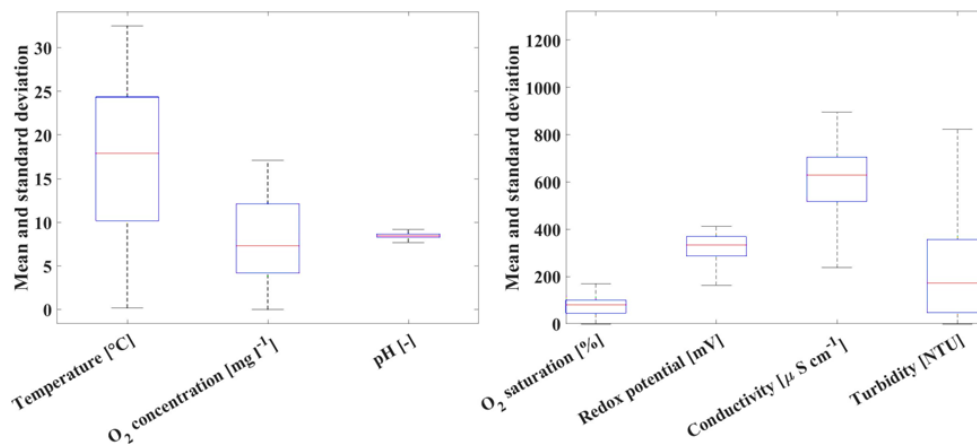 Mean and standard deviation
30
25
20
15
10
5
0
Temperature [°C]
O₂ concentration [mg l⁻¹]
pH [-]
Mean and standard deviation
1200
1000
800
600
400
200
0
O₂ saturation [%]
Redox potential [mV]
Conductivity [μ S cm⁻¹]
Turbidity [NTU]